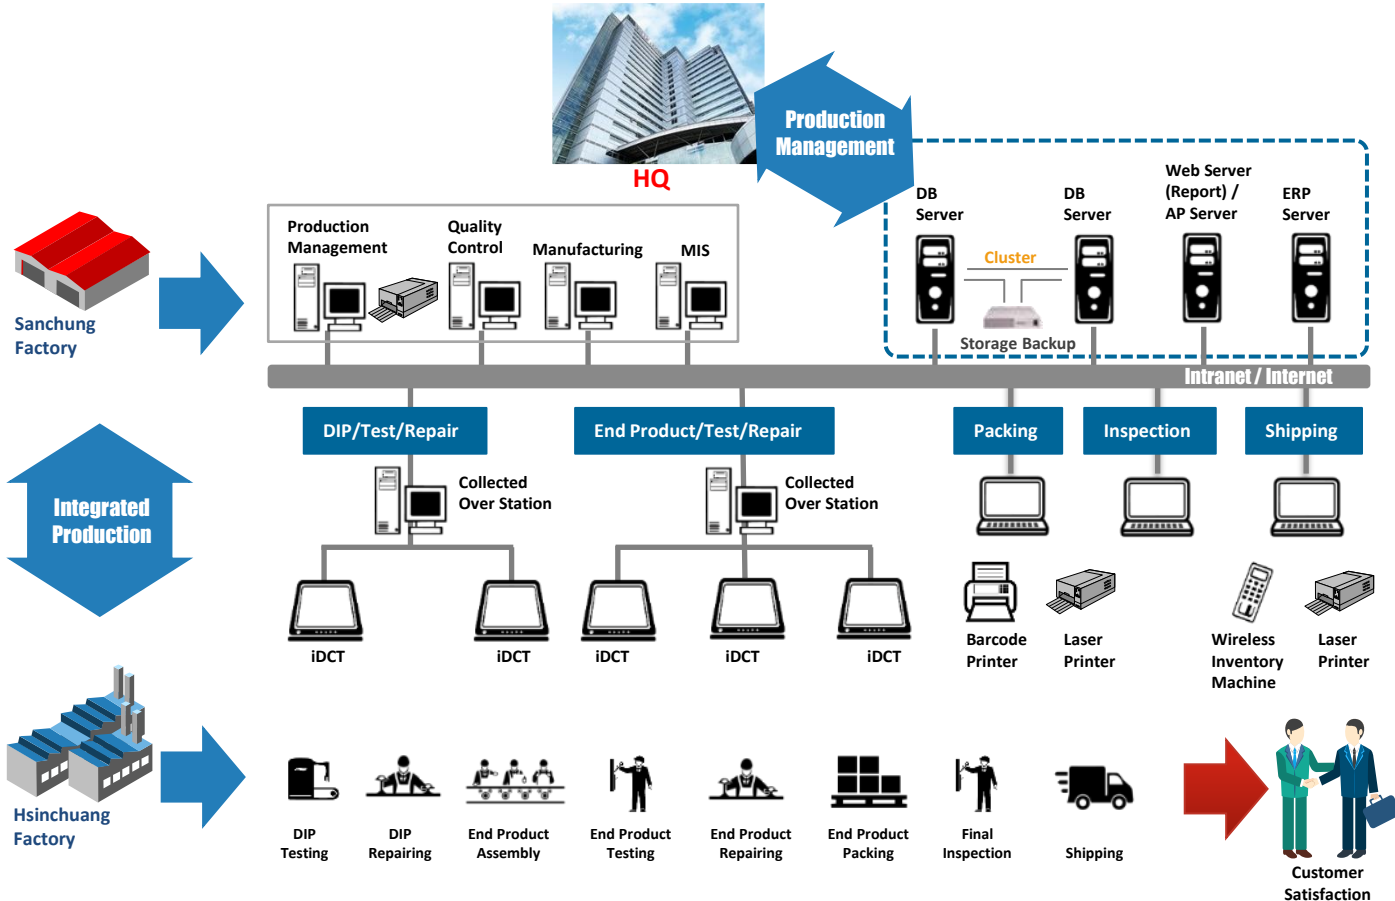 HQ
Production
Management
DB
Server
DB
Server
Web Server
(Report) /
AP Server
ERP
Server
Cluster
Storage Backup
Production
Management
Quality
Control
Manufacturing
MIS
Sanchung
Factory
Intranet / Internet
DIP/Test/Repair
End Product/Test/Repair
Packing
Inspection
Shipping
Collected
Over Station
Collected
Over Station
Integrated
Production
iDCT
iDCT
iDCT
iDCT
iDCT
Barcode
Printer
Laser
Printer
Wireless
Inventory
Machine
Laser
Printer
Hsinchuang
Factory
DIP
Testing
DIP
Repairing
End Product
Assembly
End Product
Testing
End Product
Repairing
End Product
Packing
Final
Inspection
Shipping
Customer
Satisfaction